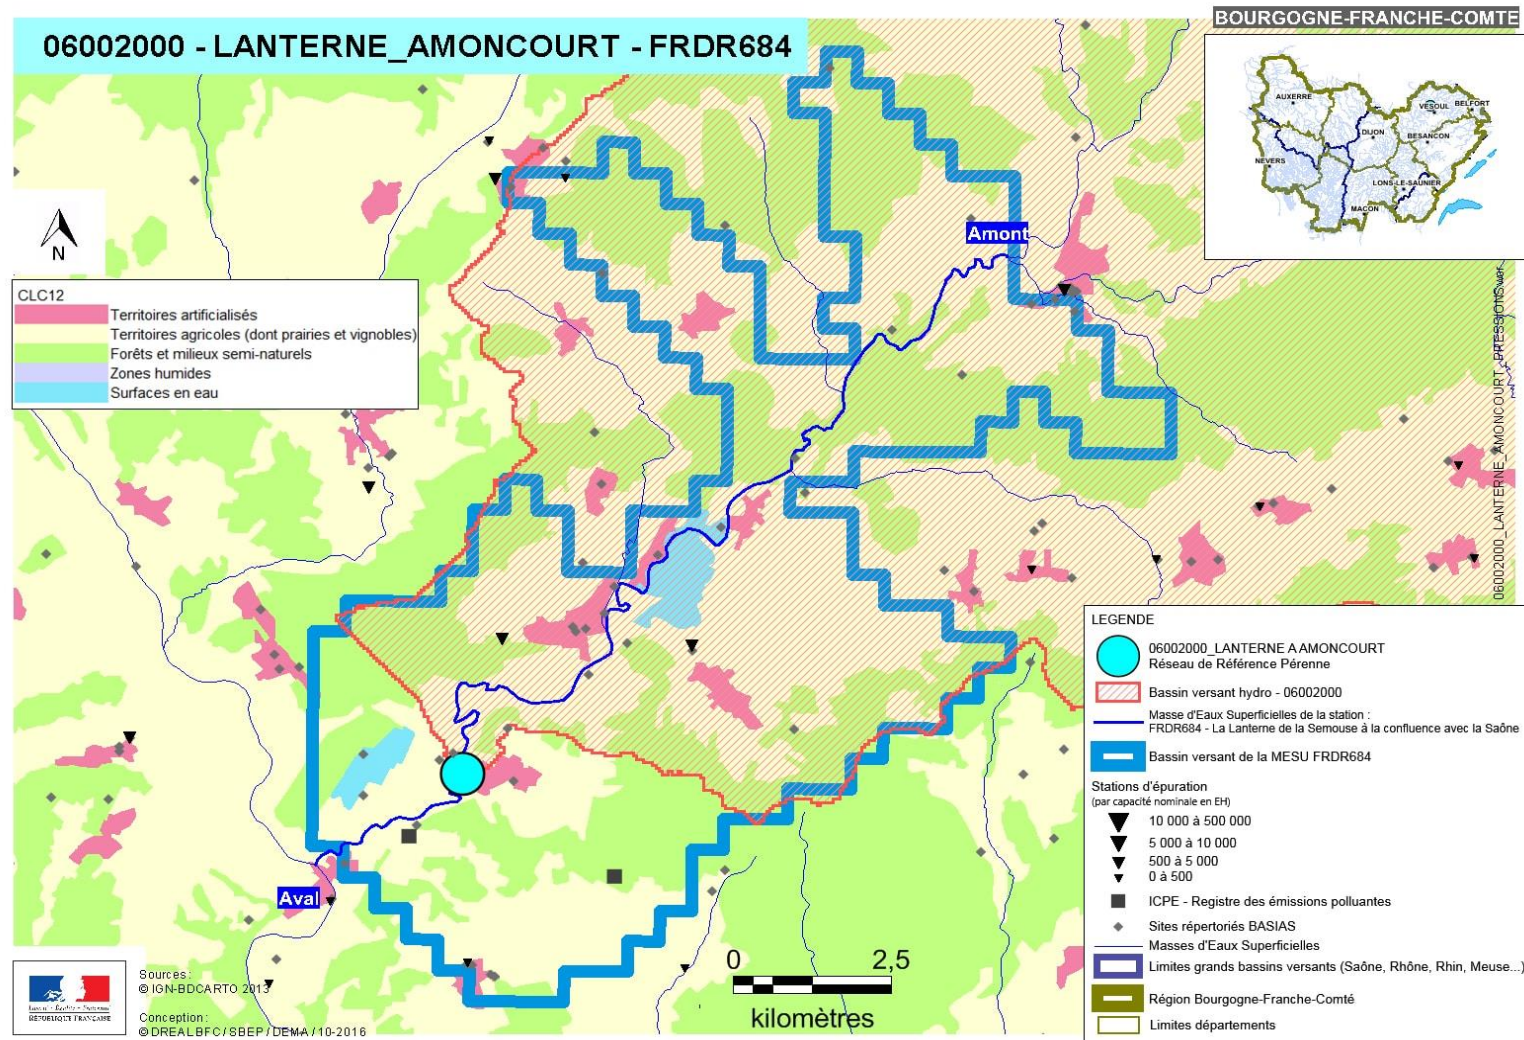 BOURGOGNE-FRANCHE-COMTE
06002000 - LANTERNE_AMONCOURT - FRDR684
AUXERRE
VESOUL
BELFORT
DIJON
BESANCON
NEVERS
LONS-LE-SAUNIER
MACON
Amont
N
CLC12
Territoires artificialisés
Territoires agricoles (dont prairies et vignobles)
Forêts et milieux semi-naturels
Zones humides
Surfaces en eau
06002000_LANTERNE_AMONCOURT_PRESSIONS.wor
LEGENDE
06002000_LANTERNE A AMONCOURT
Réseau de Référence Pérenne
Bassin versant hydro - 06002000
Masse d'Eaux Superficielles de la station :
FRDR684 - La Lanterne de la Semouse à la confluence avec la Saône
Bassin versant de la MESU FRDR684
Stations d'épuration
(par capacité nominale en EH)
10 000 à 500 000
5 000 à 10 000
500 à 5 000
0 à 500
ICPE - Registre des émissions polluantes
Sites répertoriés BASIAS
Masses d'Eaux Superficielles
Limites grands bassins versants (Saône, Rhône, Rhin, Meuse...)
Région Bourgogne-Franche-Comté
Limites départements
Aval
0 2,5
kilomètres
Liberté • Égalité • Fraternité
RÉPUBLIQUE FRANÇAISE
Sources :
© IGN-BDCARTO 2013
Conception :
© DREAL BFC / SBEP / DEMA / 10-2016